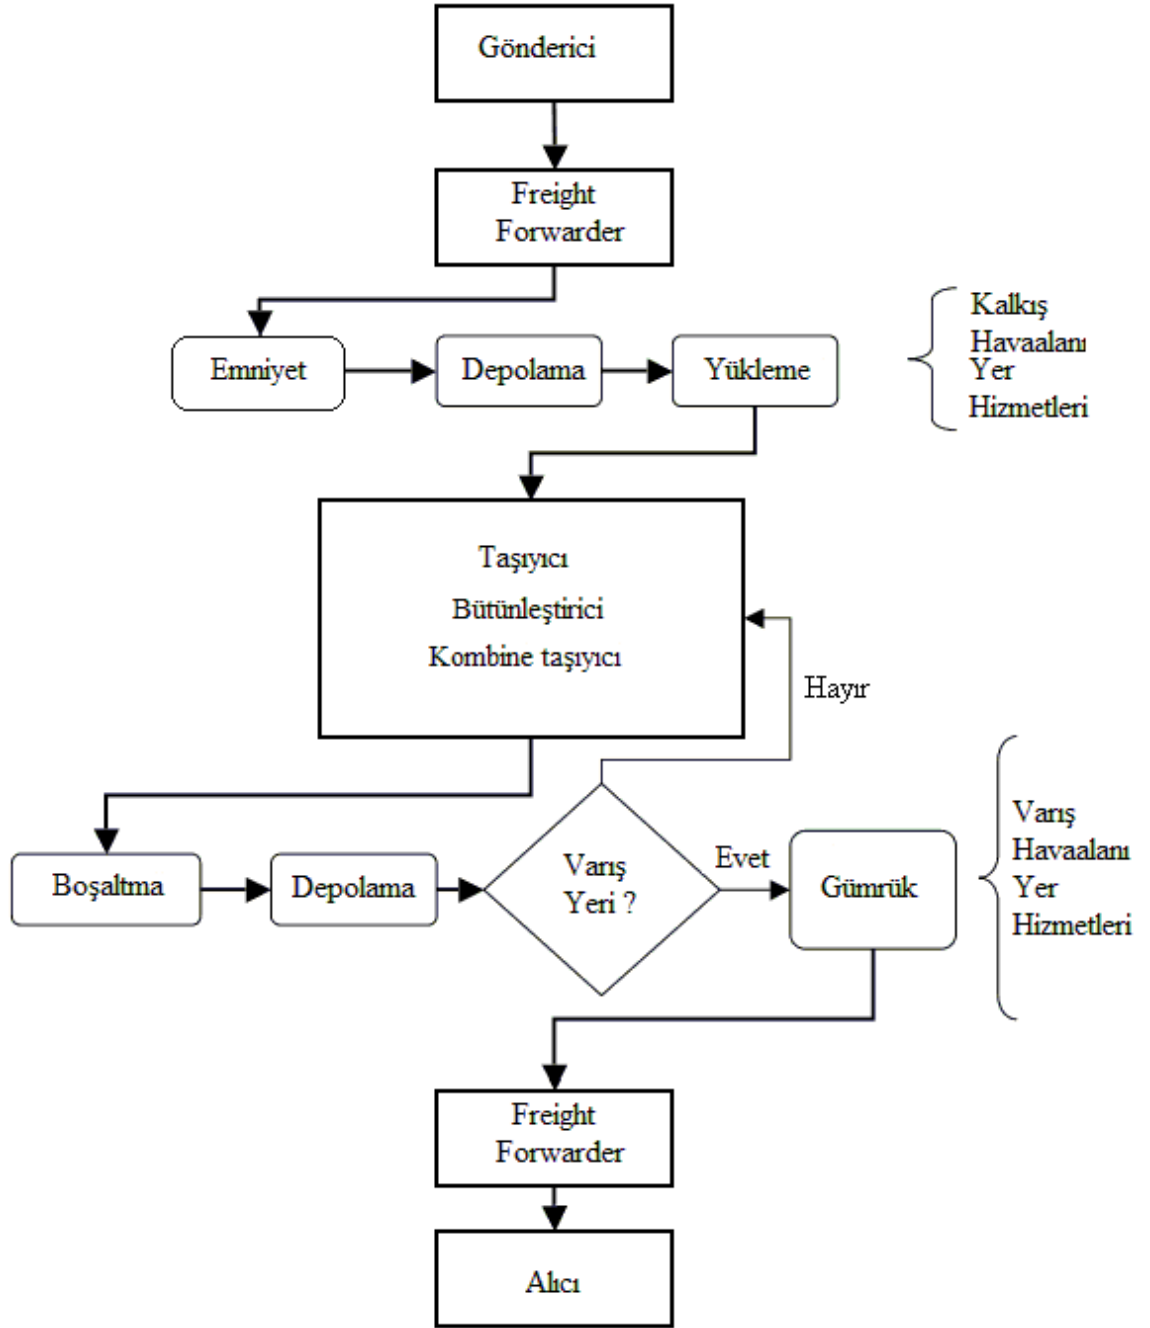 Gönderici
Freight
Forwarder
Emniyet
Depolama
Yükleme
Kalkış
Havaalanı
Yer
Hizmetleri
Taşıyıcı
Bütünleştirici
Kombine taşıyıcı
Hayır
Boşaltma
Depolama
Varış
Yeri ?
Evet
Gümrük
Varış
Havaalanı
Yer
Hizmetleri
Freight
Forwarder
Alıcı